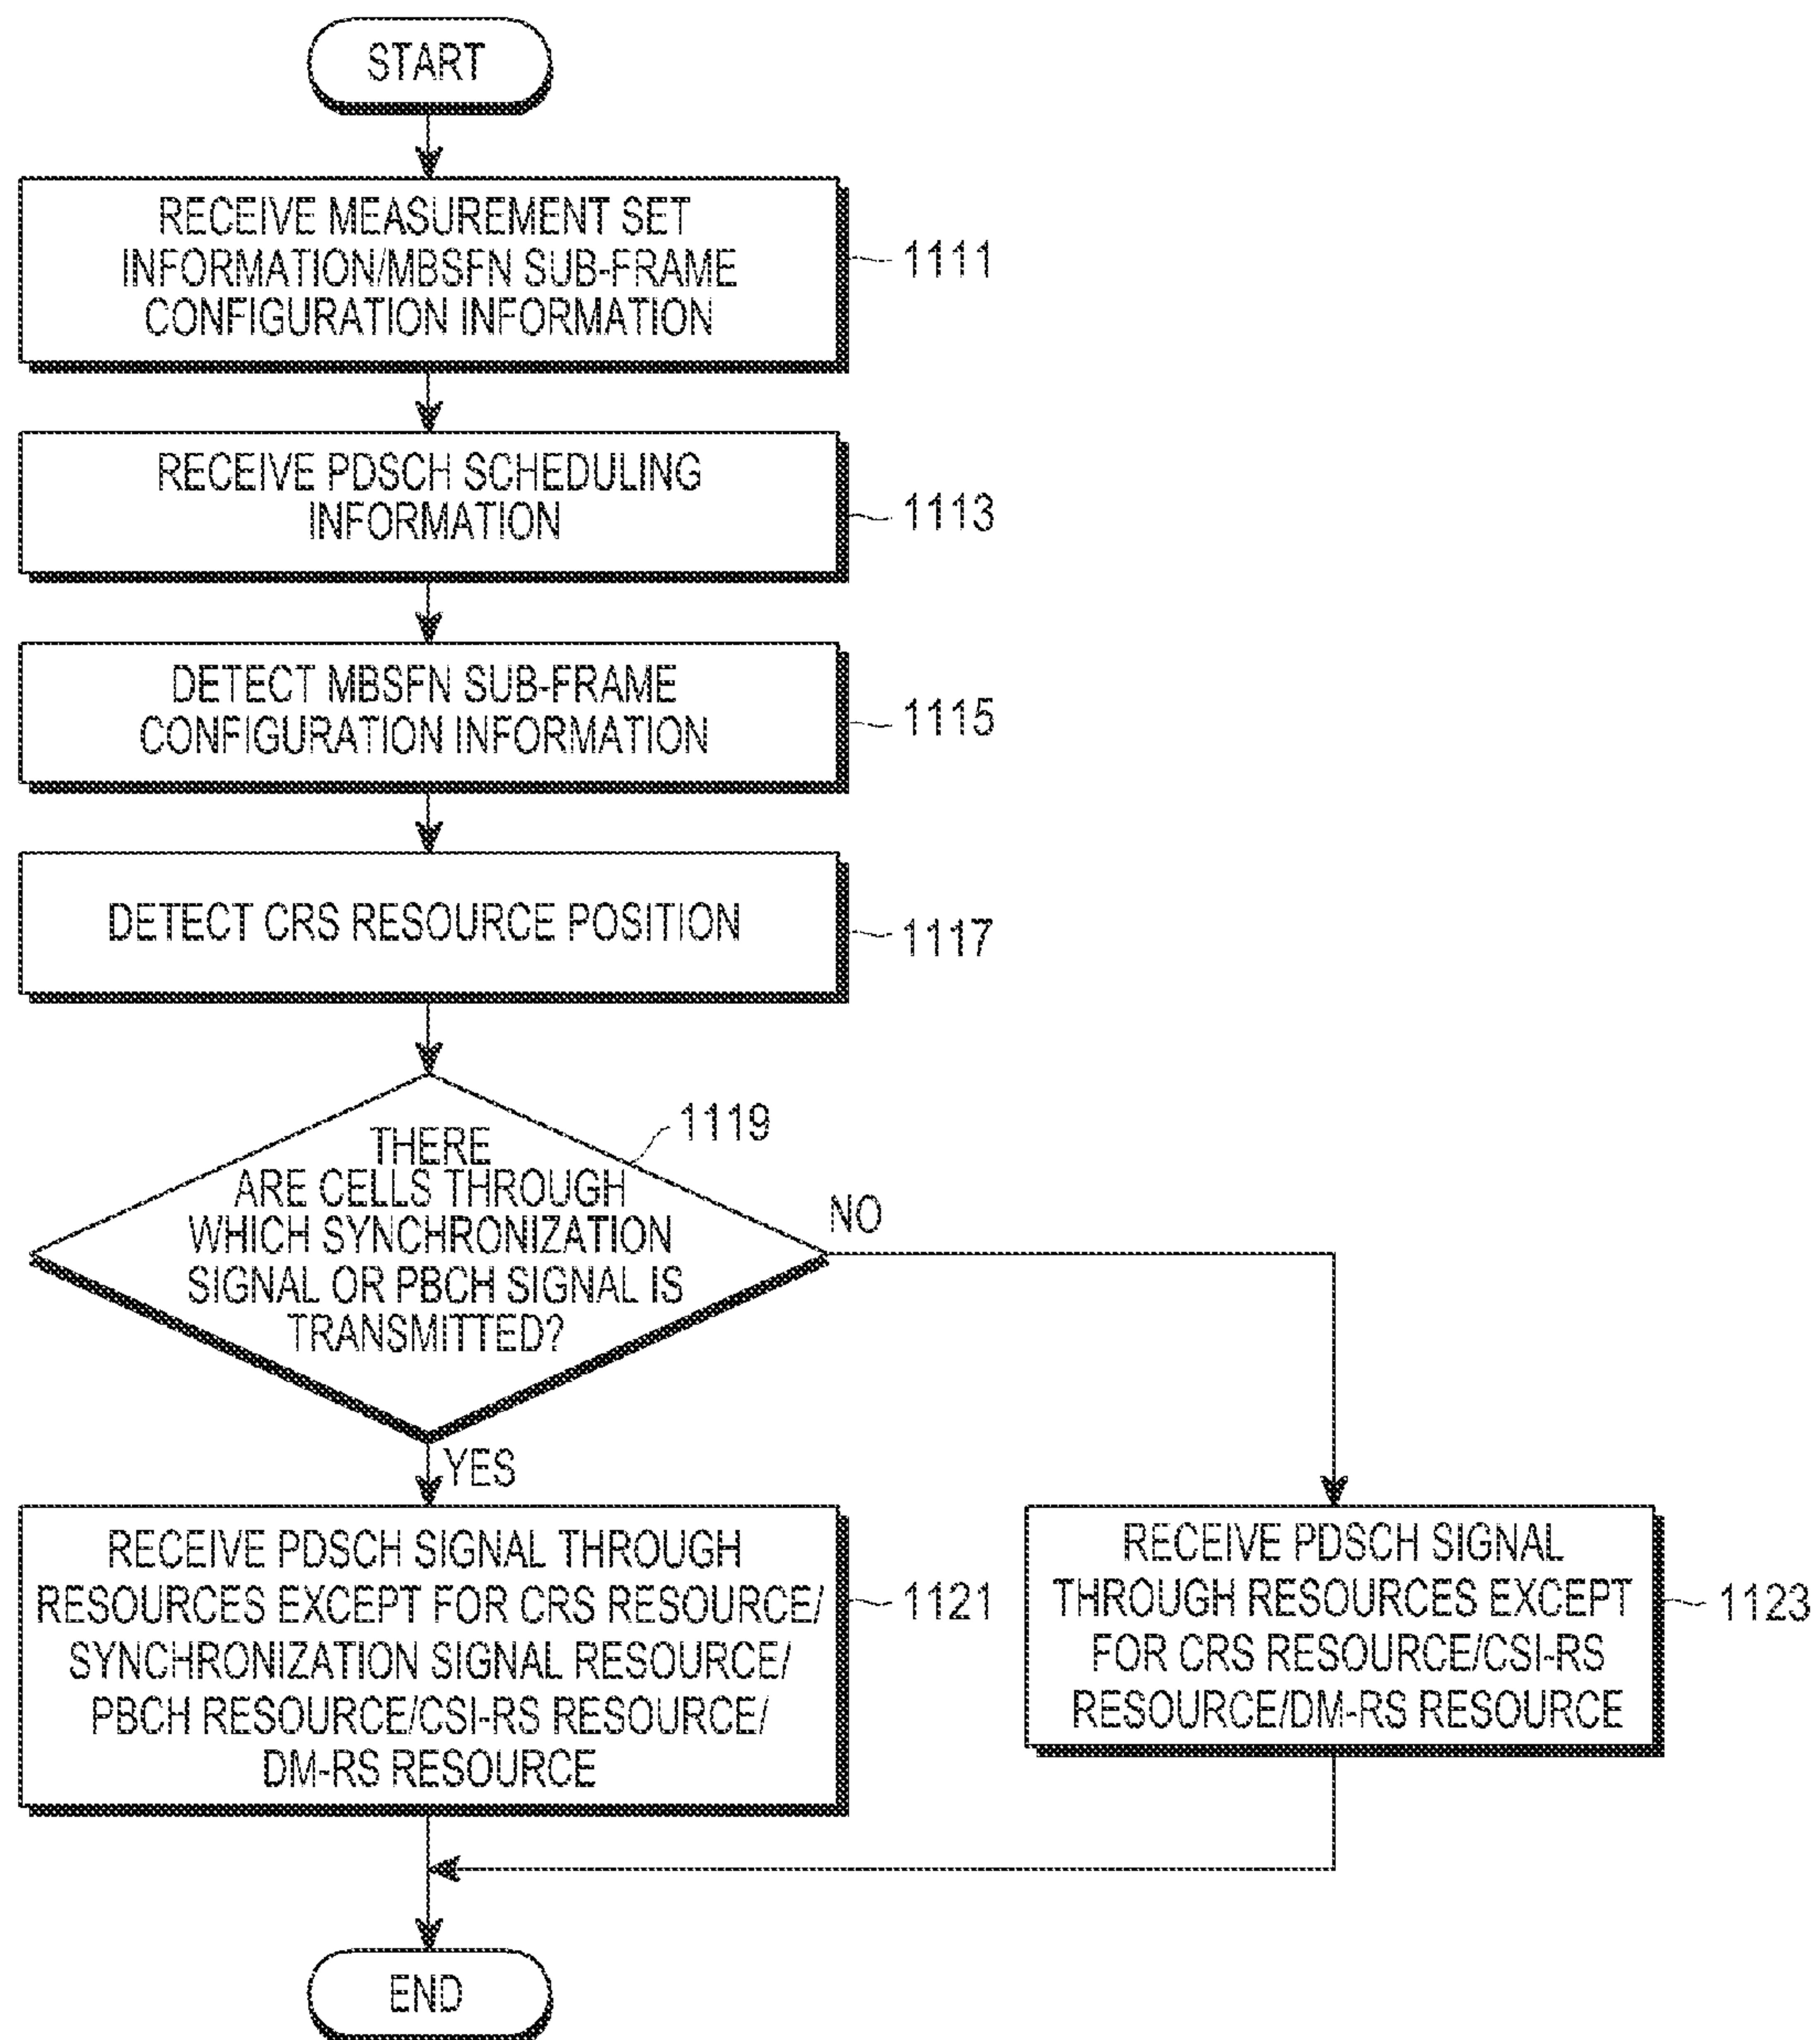 START
RECEIVE MEASUREMENT SET
INFORMATION/MBSFN SUB-FRAME
CONFIGURATION INFORMATION
1111
RECEIVE PDSCH SCHEDULING
INFORMATION
1113
DETECT MBSFN SUB-FRAME
CONFIGURATION INFORMATION
1115
DETECT CRS RESOURCE POSITION
1117
THERE
ARE CELLS THROUGH
WHICH SYNCHRONIZATION
SIGNAL OR PBCH SIGNAL IS
TRANSMITTED?
1119
NO
YES
RECEIVE PDSCH SIGNAL THROUGH
RESOURCES EXCEPT FOR CRS RESOURCE/
SYNCHRONIZATION SIGNAL RESOURCE/
PBCH RESOURCE/CSI-RS RESOURCE/
DM-RS RESOURCE
1121
RECEIVE PDSCH SIGNAL
THROUGH RESOURCES EXCEPT
FOR CRS RESOURCE/CSI-RS
RESOURCE/DM-RS RESOURCE
1123
END